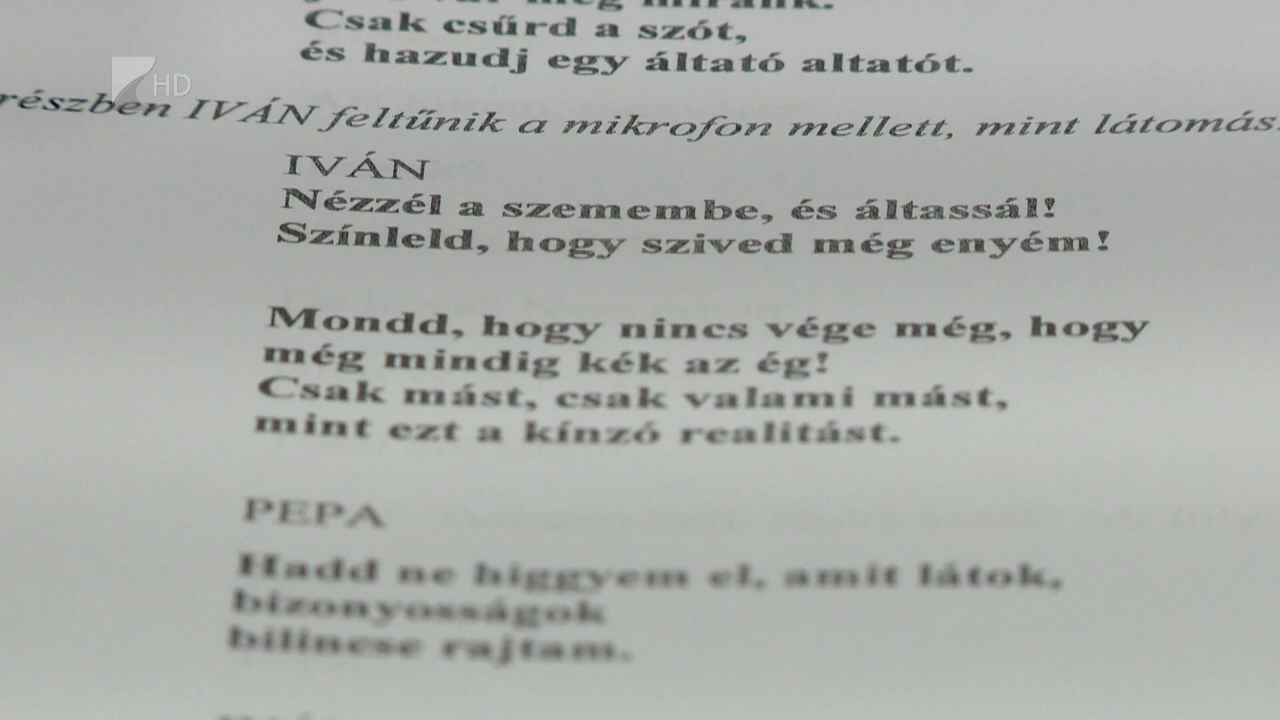 Csak csűrd a szót,
és hazudj egy áltató altatót.
részben IVÁN feltűnik a mikrofon mellett, mint látomás.
IVÁN
Nézzél a szemembe, és áltassál!
Színleld, hogy szived még enyém!
Mondd, hogy nincs vége még, hogy
még mindig kék az ég!
Csak mást, csak valami mást,
mint ezt a kínzó realitást.
PEPA
Hadd ne higgyem el, amit látok,
bizonyosságok
bilincse rajtam.
7 HD